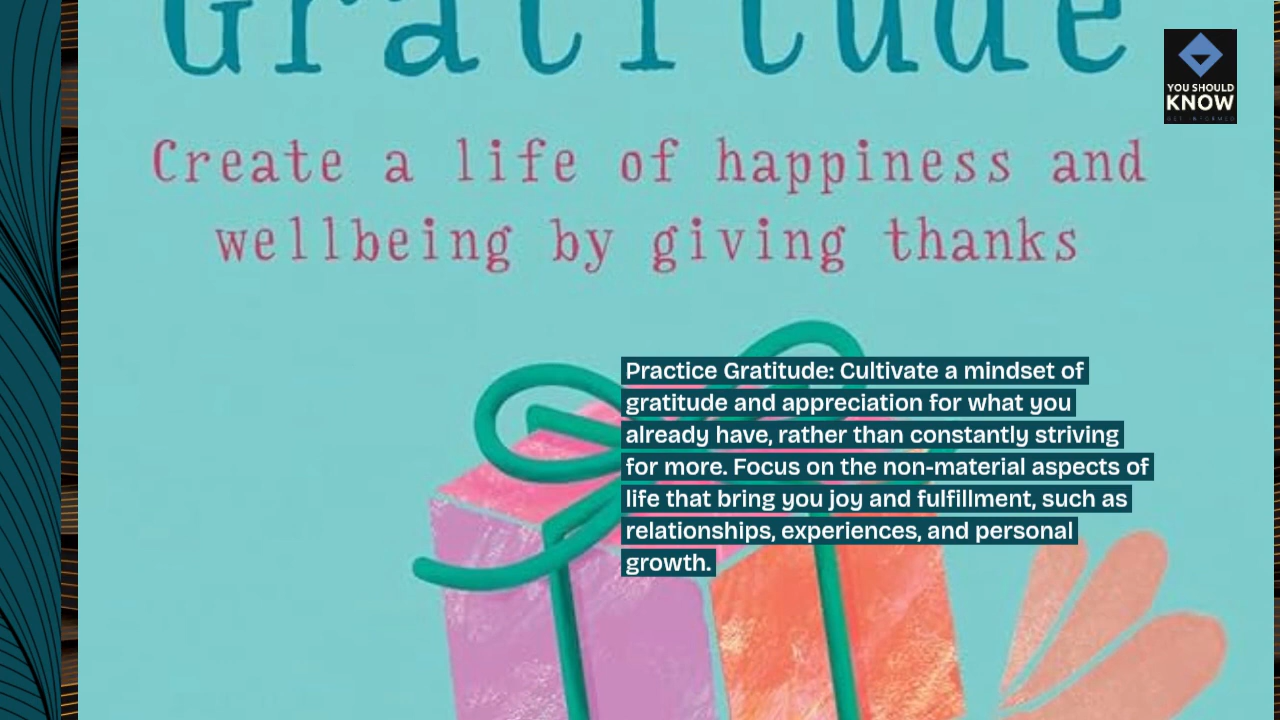 Gratitude
YOU SHOULD
KNOW
GET INFORMED
Create a life of happiness and
wellbeing by giving thanks
Practice Gratitude: Cultivate a mindset of
gratitude and appreciation for what you
already have, rather than constantly striving
for more. Focus on the non-material aspects of
life that bring you joy and fulfillment, such as
relationships, experiences, and personal
growth.